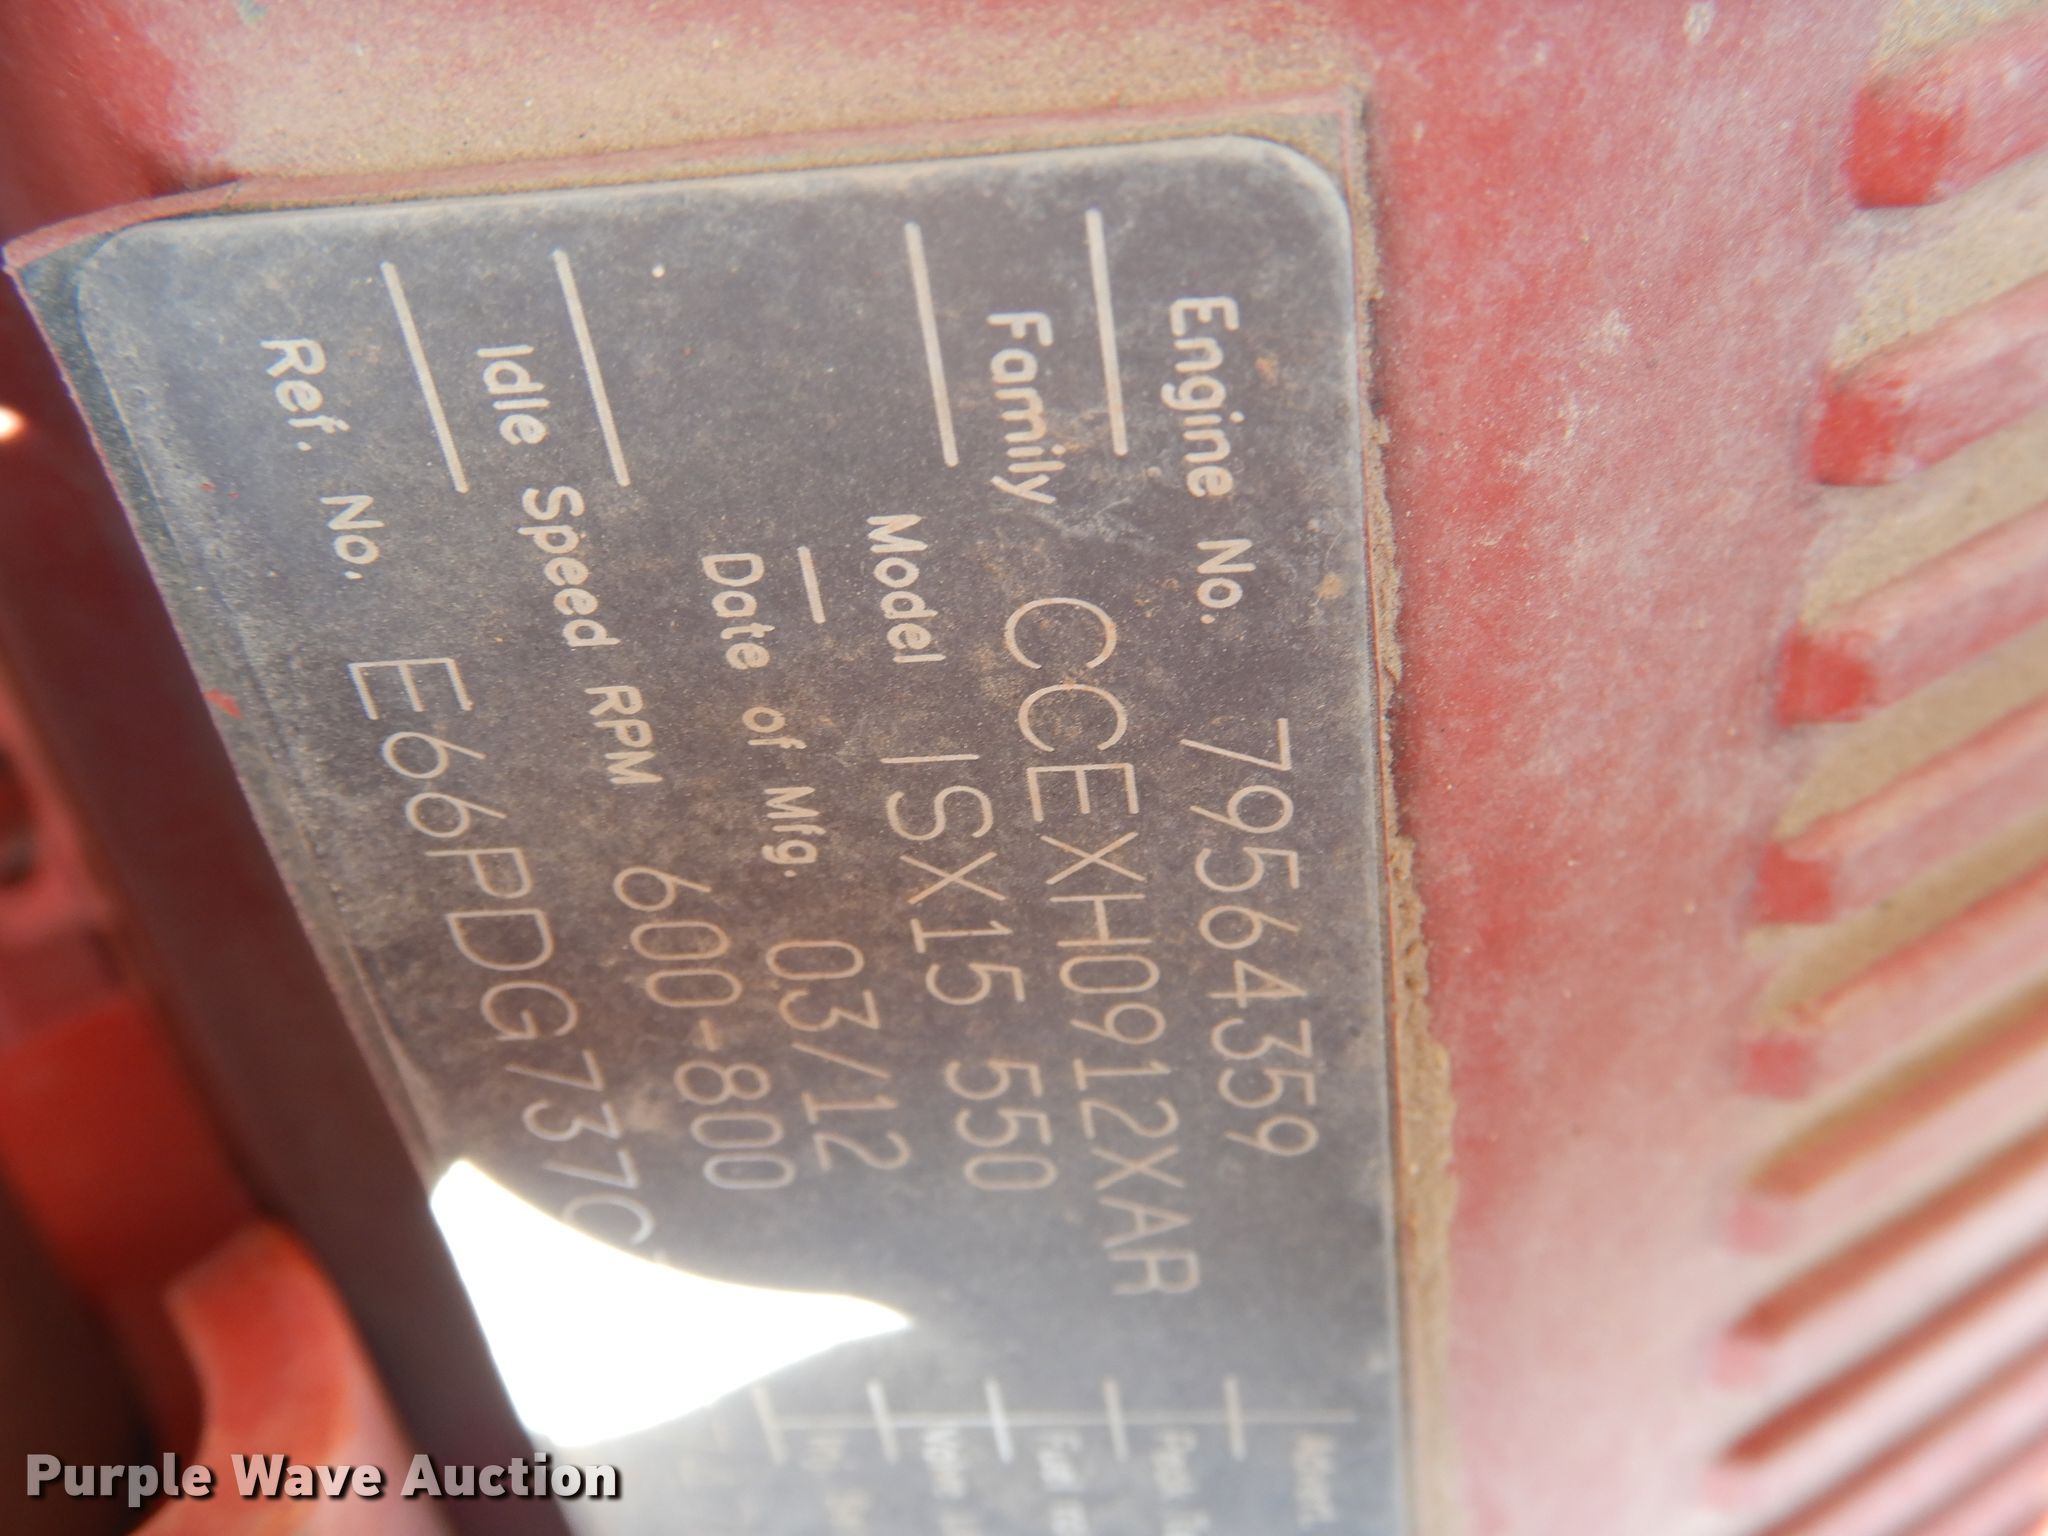 Engine No. 79564359
Family CCEXH0912XAR
Model ISX15 550
Date of Mfg. 03/12
Idle Speed RPM 600-800
Ref. No. E66PDG7370
Purple Wave Auction